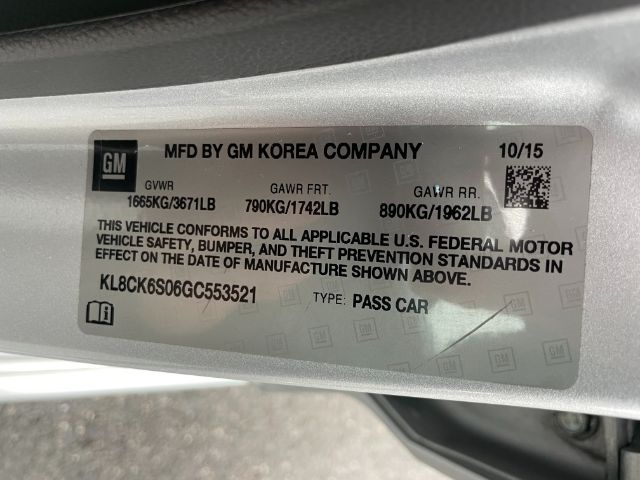 GM MFD BY GM KOREA COMPANY 10/15
GVWR GAWR FRT. GAWR RR.
1665KG/3671LB 790KG/1742LB 890KG/1962LB
THIS VEHICLE CONFORMS TO ALL APPLICABLE U.S. FEDERAL MOTOR
VEHICLE SAFETY, BUMPER, AND THEFT PREVENTION STANDARDS IN
EFFECT ON THE DATE OF MANUFACTURE SHOWN ABOVE.
KL8CK6S06GC553521 TYPE: PASS CAR